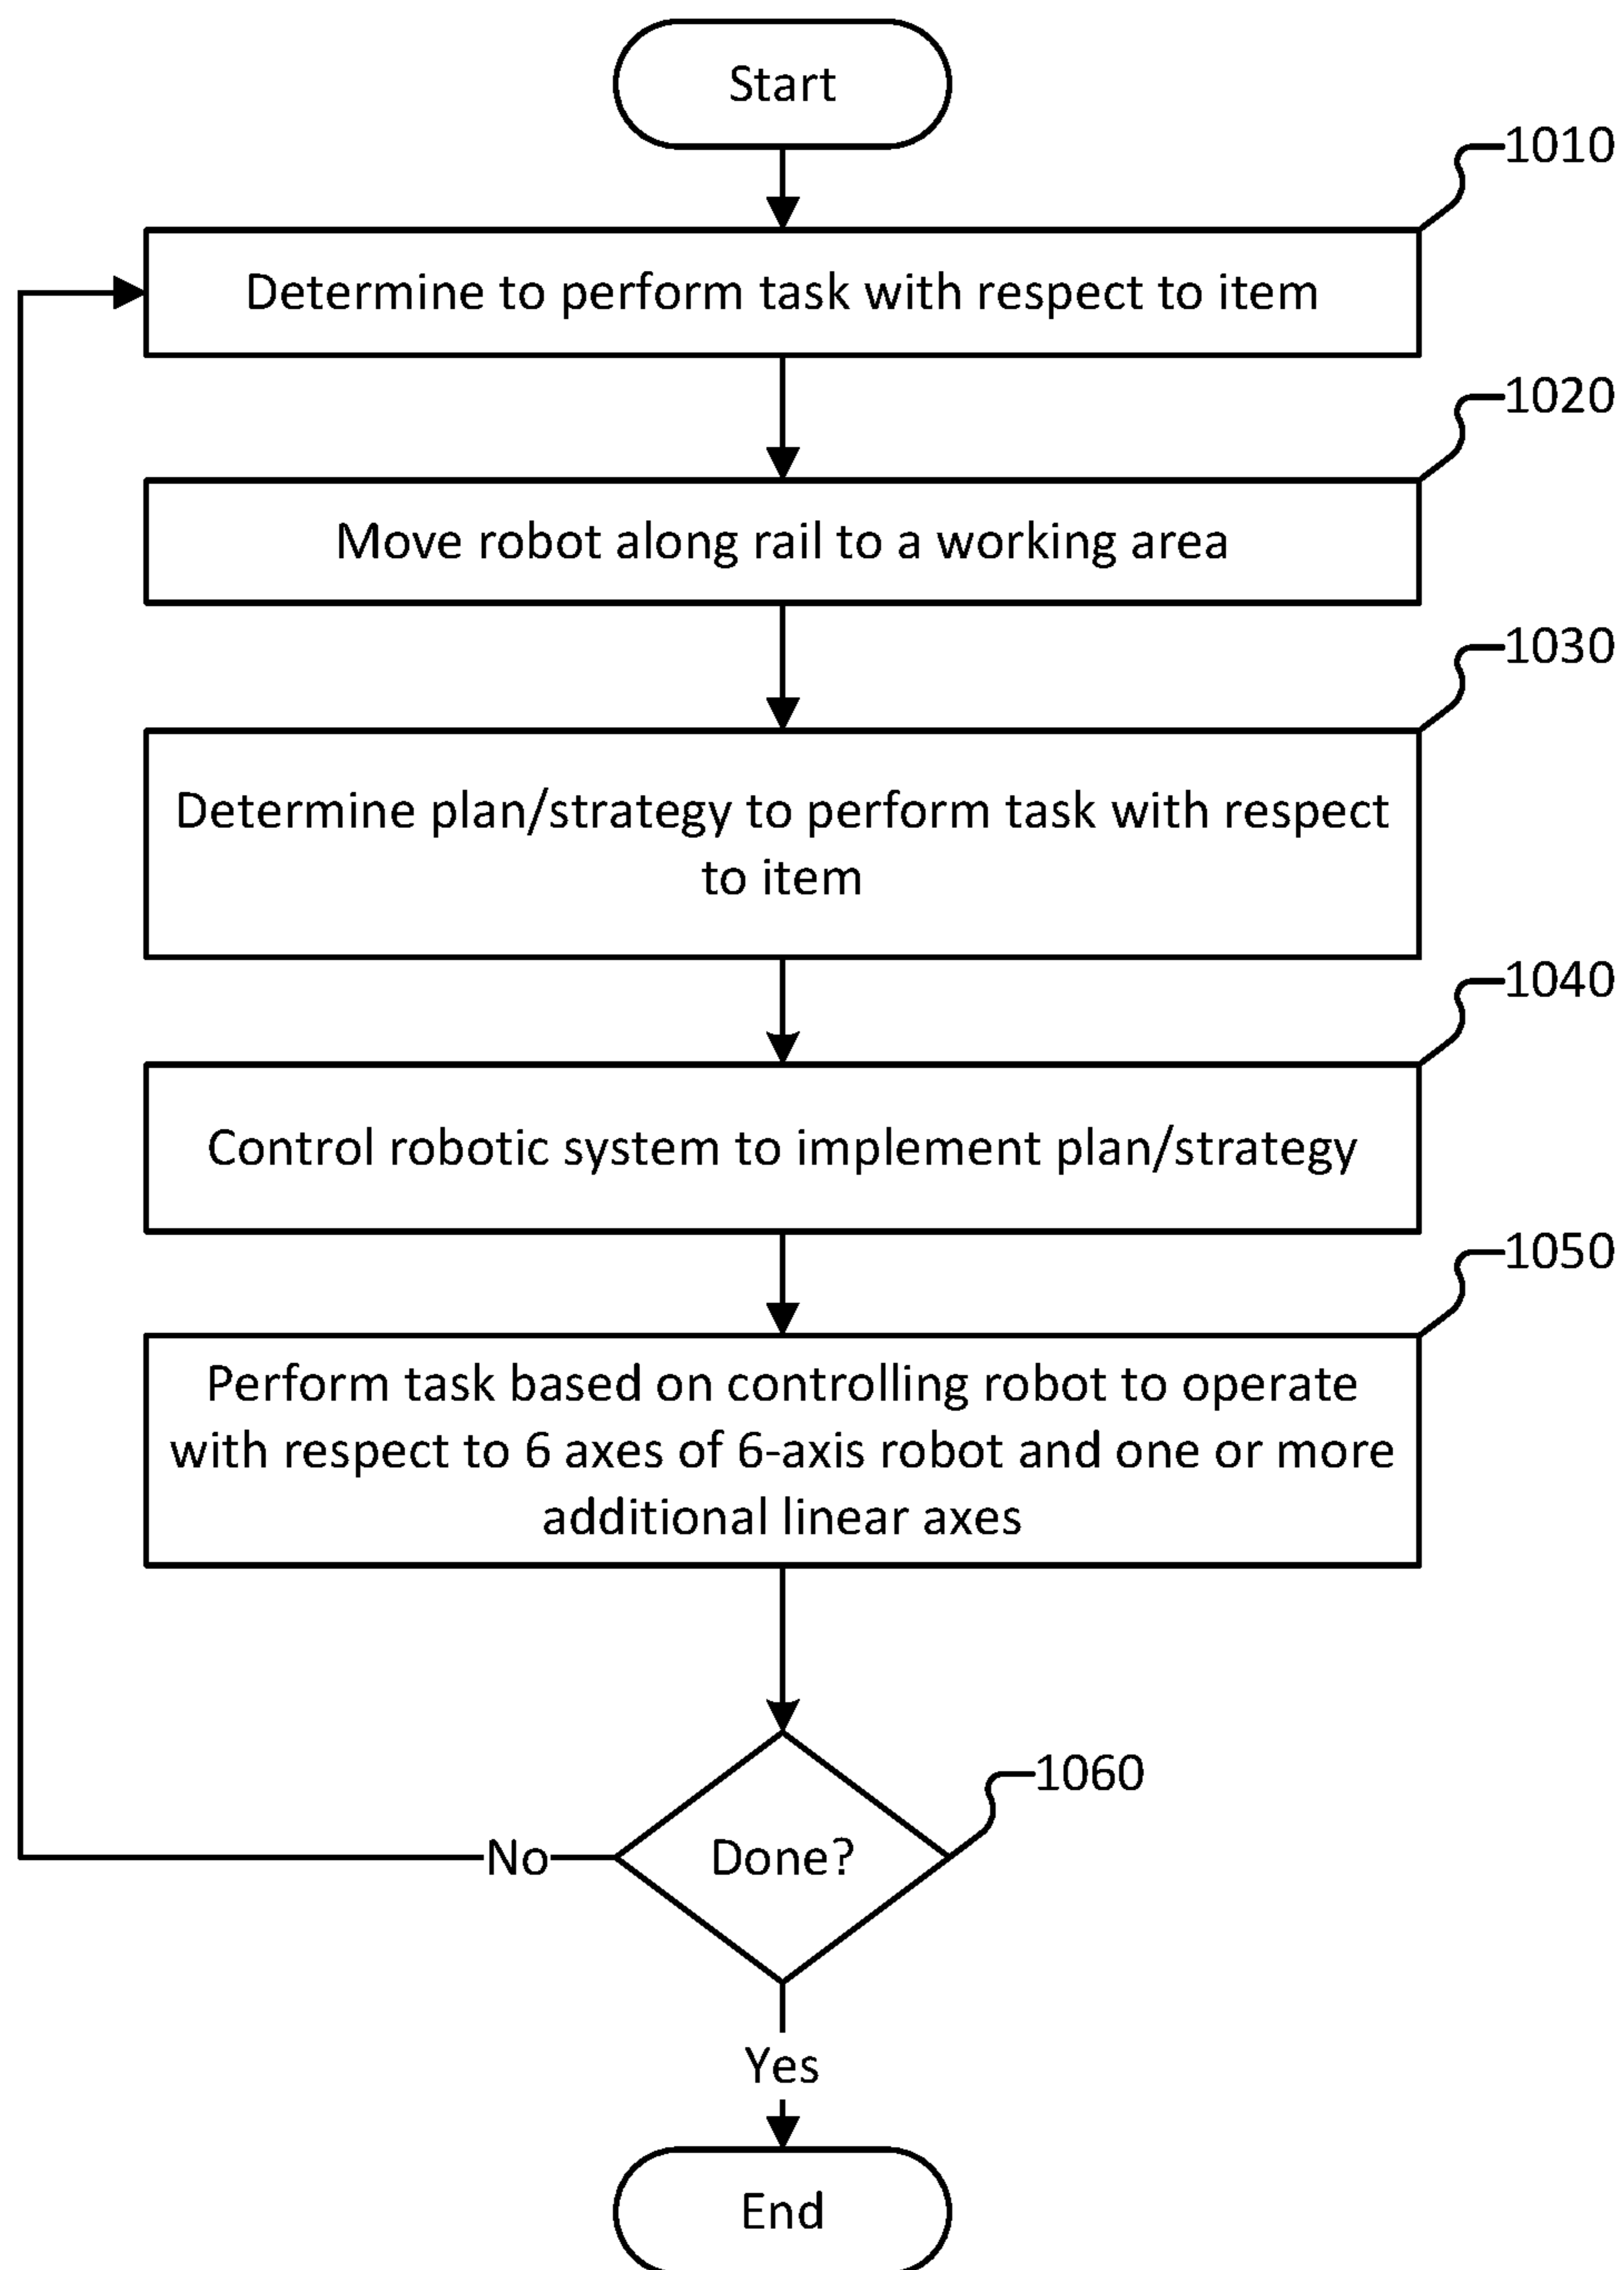 Start
1010
Determine to perform task with respect to item
1020
Move robot along rail to a working area
1030
Determine plan/strategy to perform task with respect
to item
1040
Control robotic system to implement plan/strategy
1050
Perform task based on controlling robot to operate
with respect to 6 axes of 6-axis robot and one or more
additional linear axes
1060
Done?
No
Yes
End